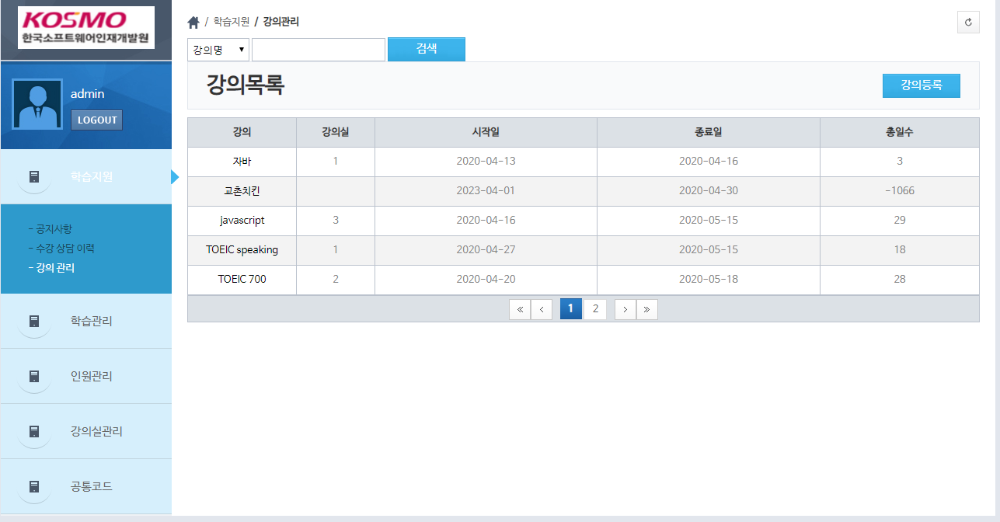 KOSMO
한국소프트웨어인재개발원
admin
LOGOUT
학습지원
- 공지사항
- 수강 상담 이력
- 강의 관리
학습관리
인원관리
강의실관리
공통코드
/ 학습지원 / 강의관리
강의명 검색
강의목록 강의등록
강의 강의실 시작일 종료일 총일수
자바 1 2020-04-13 2020-04-16 3
교촌치킨 2023-04-01 2020-04-30 -1066
javascript 3 2020-04-16 2020-05-15 29
TOEIC speaking 1 2020-04-27 2020-05-15 18
TOEIC 700 2 2020-04-20 2020-05-18 28
« ‹ 1 2 › »